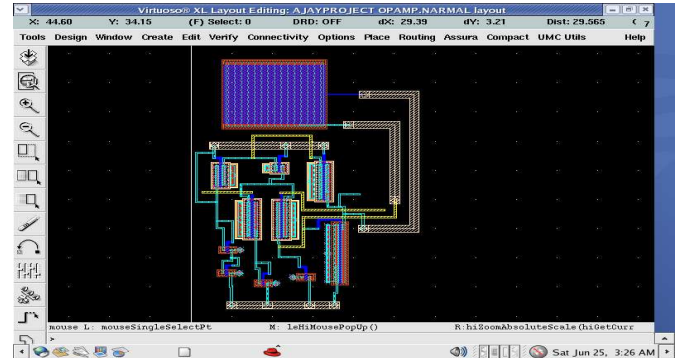 Virtuoso® XL Layout Editing: AJAYPROJECT OPAMP.NARMAL layout
X: 44.60 Y: 34.15 (F) Select: 0 DRD: OFF dX: 29.39 dY: 3.21 Dist: 29.565 ( 7
Tools Design Window Create Edit Verify Connectivity Options Place Routing Assura Compact UMC Utils Help
mouse L: mouseSingleSelectPt M: leHiMousePopUp() R:hiZoomAbsoluteScale(hiGetCurr
>
Sat Jun 25, 3:26 AM